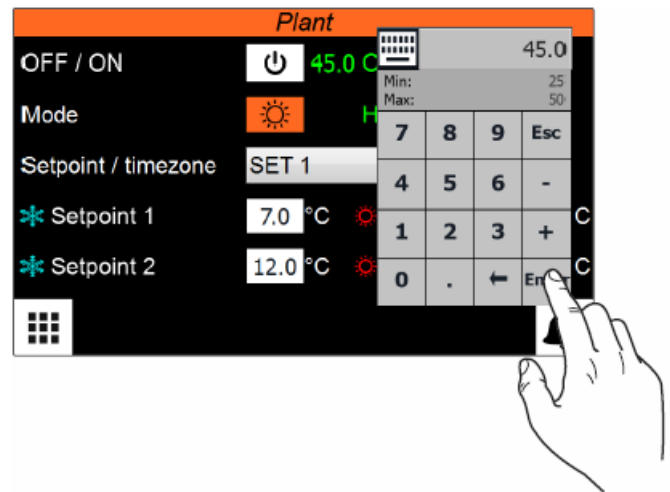 Plant
OFF / ON 45.0 C
Mode H
Setpoint / timezone SET 1
Setpoint 1 7.0 °C C
Setpoint 2 12.0 °C C
45.0
Min: 25
Max: 50
7 8 9 Esc
4 5 6 -
1 2 3 +
0 . ←